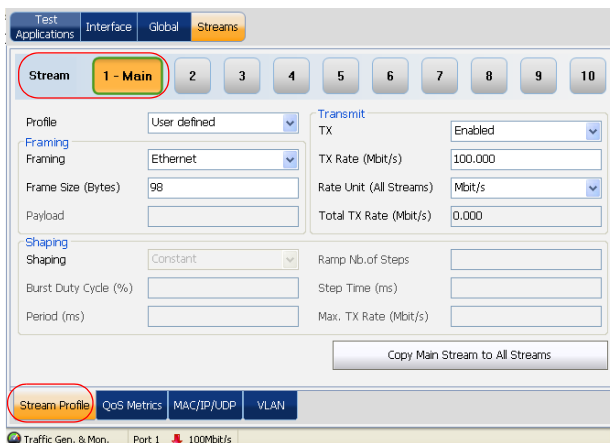 Test Applications Interface Global Streams
Stream 1 - Main 2 3 4 5 6 7 8 9 10
Profile User defined
Framing
Framing Ethernet
Frame Size (Bytes) 98
Payload
Transmit
TX Enabled
TX Rate (Mbit/s) 100.000
Rate Unit (All Streams) Mbit/s
Total TX Rate (Mbit/s) 0.000
Shaping
Shaping Constant Ramp Nb.of Steps
Burst Duty Cycle (%) Step Time (ms)
Period (ms) Max. TX Rate (Mbit/s)
Copy Main Stream to All Streams
Stream Profile QoS Metrics MAC/IP/UDP VLAN
Traffic Gen. & Mon. Port 1 100Mbit/s